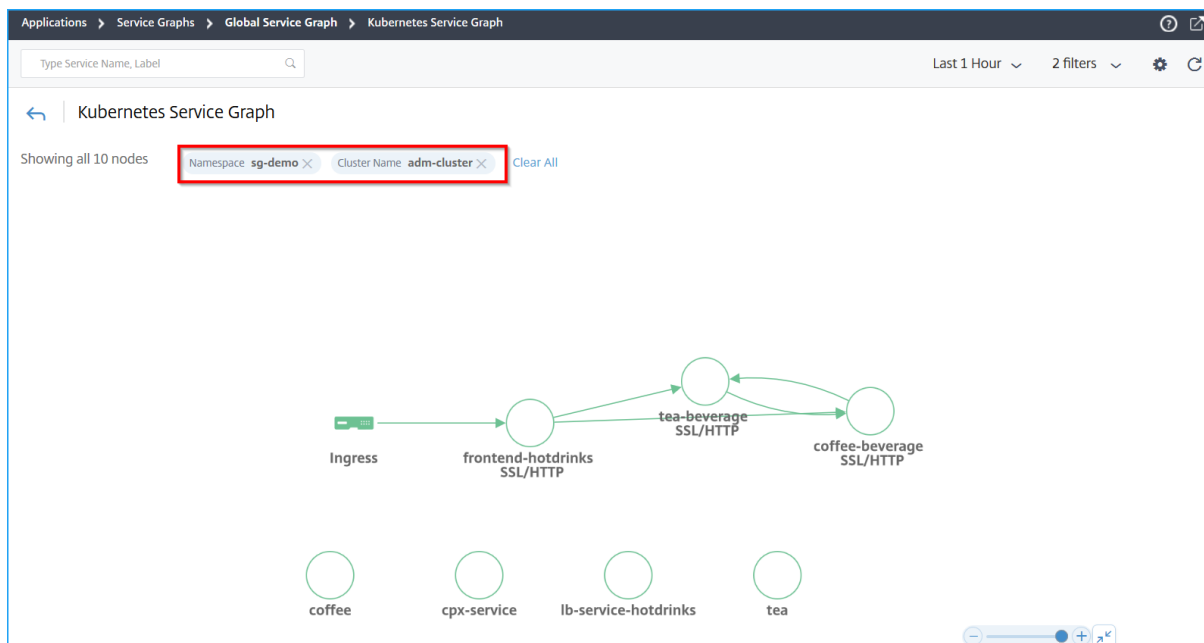 Applications > Service Graphs > Global Service Graph > Kubernetes Service Graph
Type Service Name, Label
Last 1 Hour
2 filters
Kubernetes Service Graph
Showing all 10 nodes
Namespace sg-demo
Cluster Name adm-cluster
Clear All
tea-beverage
SSL/HTTP
coffee-beverage
SSL/HTTP
Ingress
frontend-hotdrinks
SSL/HTTP
coffee
cpx-service
lb-service-hotdrinks
tea